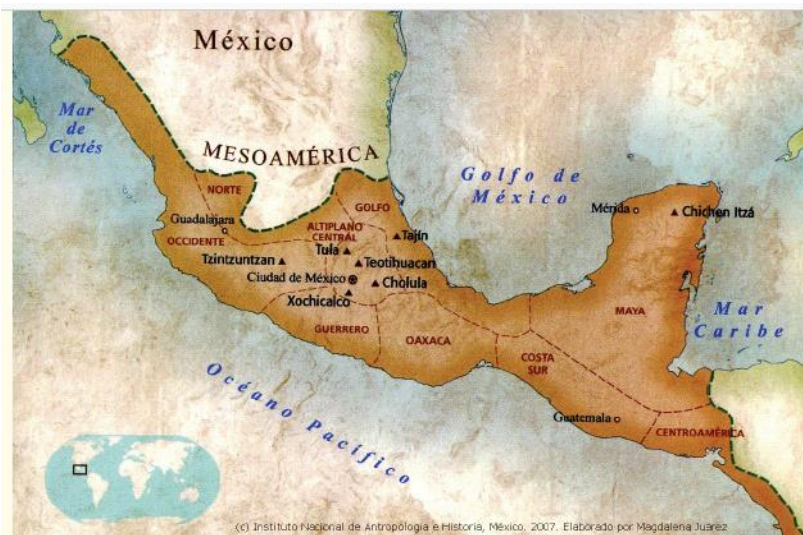 México
Mar
de
Cortés
MESOAMÉRICA
Golfo de
México
NORTE
GOLFO
Mérida
Chichen Itzá
Guadalajara
ALTIPLANO
CENTRAL
Tajín
OCCIDENTE
Tula
Tzintzuntzan
Teotihuacan
Ciudad de México
Cholula
Xochicalco
MAYA
Mar
Caribe
GUERRERO
OAXACA
COSTA
SUR
Océano Pacífico
Guatemala
CENTROAMÉRICA
(c) Instituto Nacional de Antropología e Historia, México, 2007. Elaborado por Magdalena Juárez